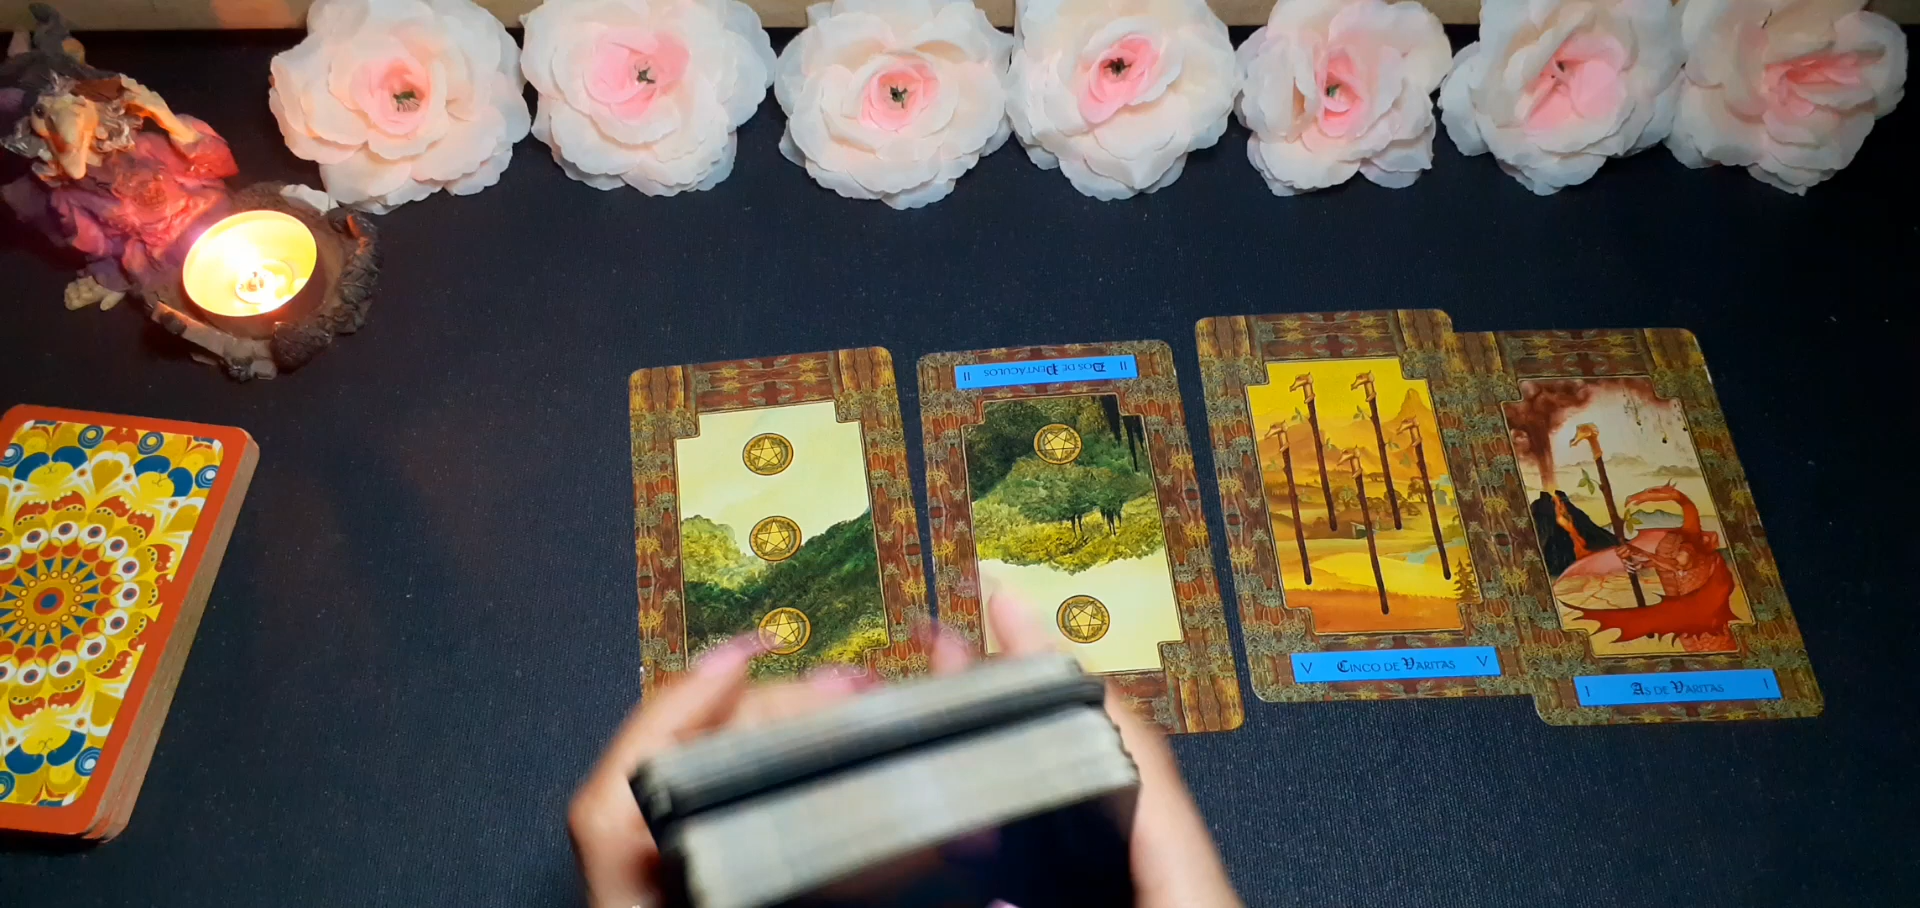 II Dos de Pentáculos II
V Cinco de Varitas V
I As de Varitas I